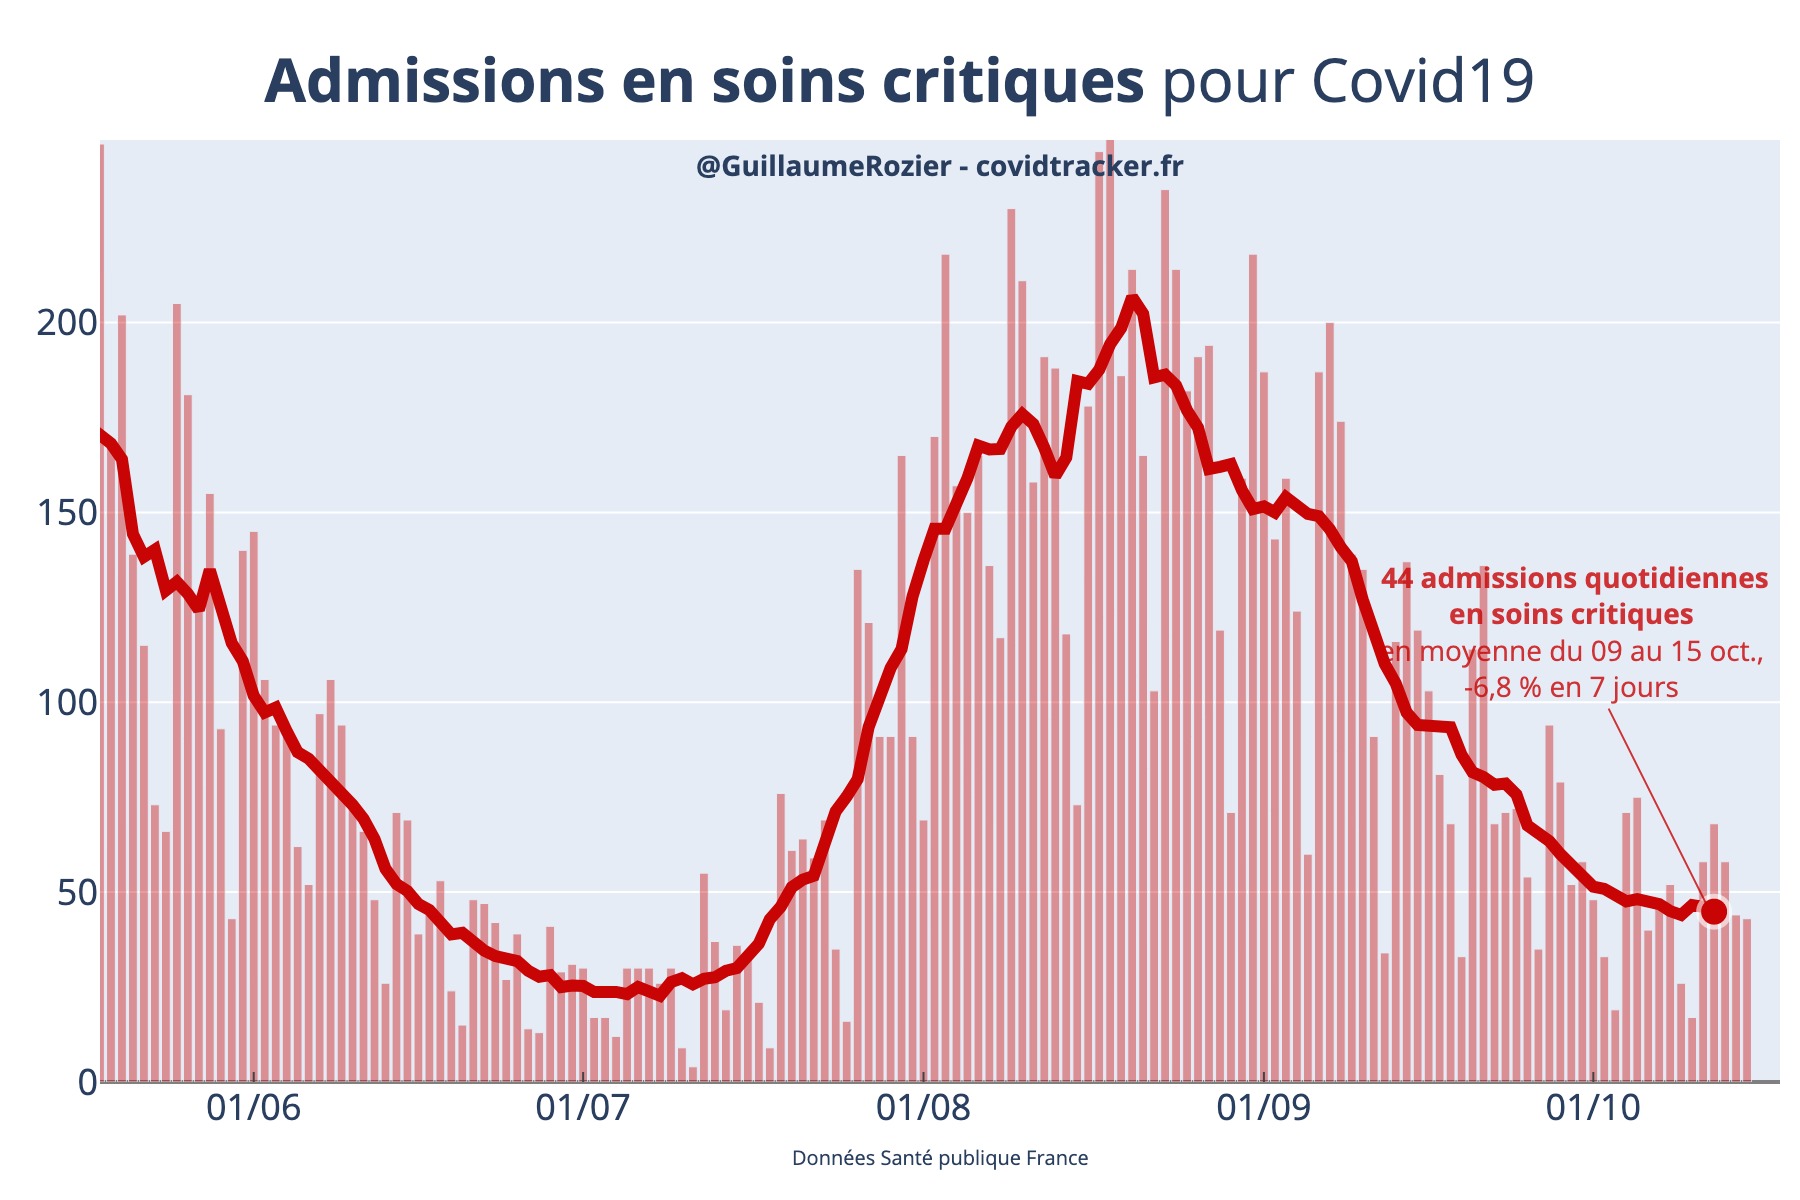 Admissions en soins critiques pour Covid19
@GuillaumeRozier - covidtracker.fr
200
150
44 admissions quotidiennes
en soins critiques
en moyenne du 09 au 15 oct.,
-6,8 % en 7 jours
100
50
0
01/06 01/07 01/08 01/09 01/10
Données Santé publique France